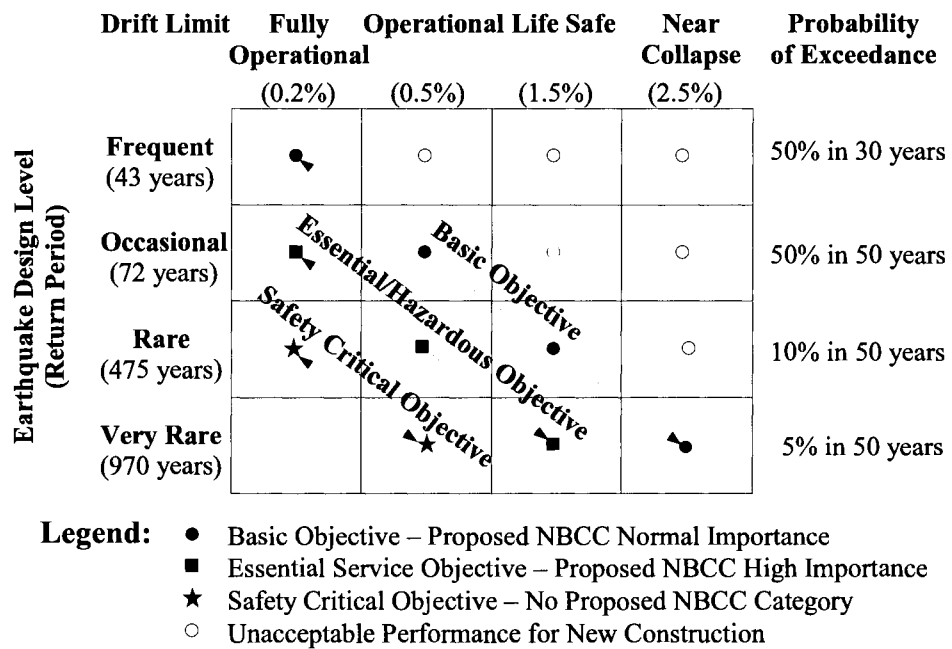 Drift Limit Fully Operational Life Safe Near Probability
Operational Collapse of Exceedance
(0.2%) (0.5%) (1.5%) (2.5%)
Earthquake Design Level
(Return Period)
Frequent
(43 years)
50% in 30 years
Occasional
(72 years)
50% in 50 years
Rare
(475 years)
10% in 50 years
Very Rare
(970 years)
5% in 50 years
Basic Objective
Essential/Hazardous Objective
Safety Critical Objective
Legend:
Basic Objective – Proposed NBCC Normal Importance
Essential Service Objective – Proposed NBCC High Importance
Safety Critical Objective – No Proposed NBCC Category
Unacceptable Performance for New Construction